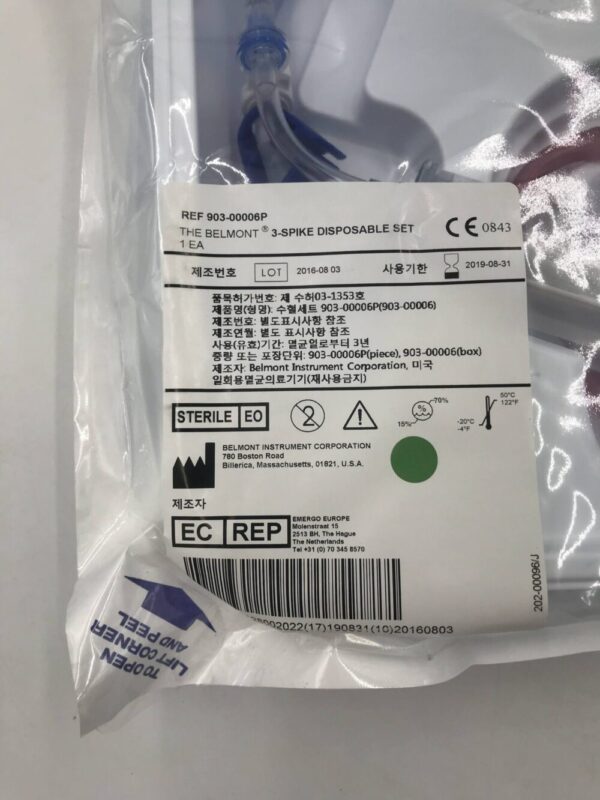 REF 903-00006P
THE BELMONT ® 3-SPIKE DISPOSABLE SET
1 EA
CE 0843
제조번호 LOT 2016-08 03 사용기한 2019-08-31
품목허가번호: 제 수허03-1353호
제품명(형명): 수혈세트 903-00006P(903-00006)
제조번호: 별도표시사항 참조
제조연월: 별도 표시사항 참조
사용(유효)기간: 멸균일로부터 3년
중량 또는 포장단위: 903-00006P(piece), 903-00006(box)
제조자: Belmont Instrument Corporation, 미국
일회용멸균의료기기(재사용금지)
STERILE EO
2
%
15%
70%
-20°C
-4°F
50°C
122°F
BELMONT INSTRUMENT CORPORATION
780 Boston Road
Billerica, Massachusetts, 01821, U.S.A.
제조자
EC REP
EMERGO EUROPE
Molenstraat 15
2513 BH, The Hague
The Netherlands
Tel +31 (0) 70 345 8570
002022(17)190831(10)20160803
202-00096/J
TO OPEN
LIFT CORNER
AND PEEL